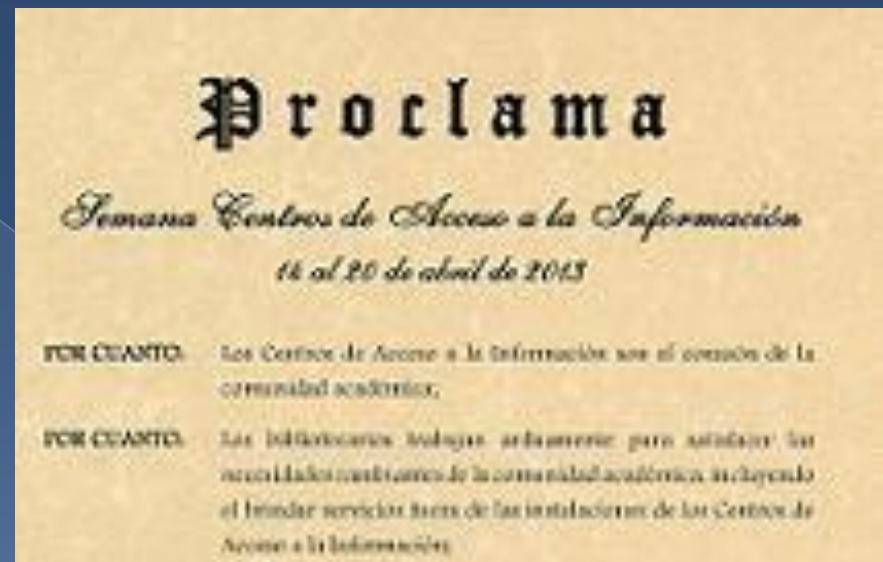 Proclama
Semana Centros de Acceso a la Información
14 al 20 de abril de 2013
POR CUANTO: Los Centros de Acceso a la Información son el corazón de la
comunidad académica;
POR CUANTO: Los bibliotecarios trabajan arduamente para satisfacer las
necesidades cambiantes de la comunidad académica, incluyendo
el brindar servicios fuera de las instalaciones de los Centros de
Acceso a la Información;